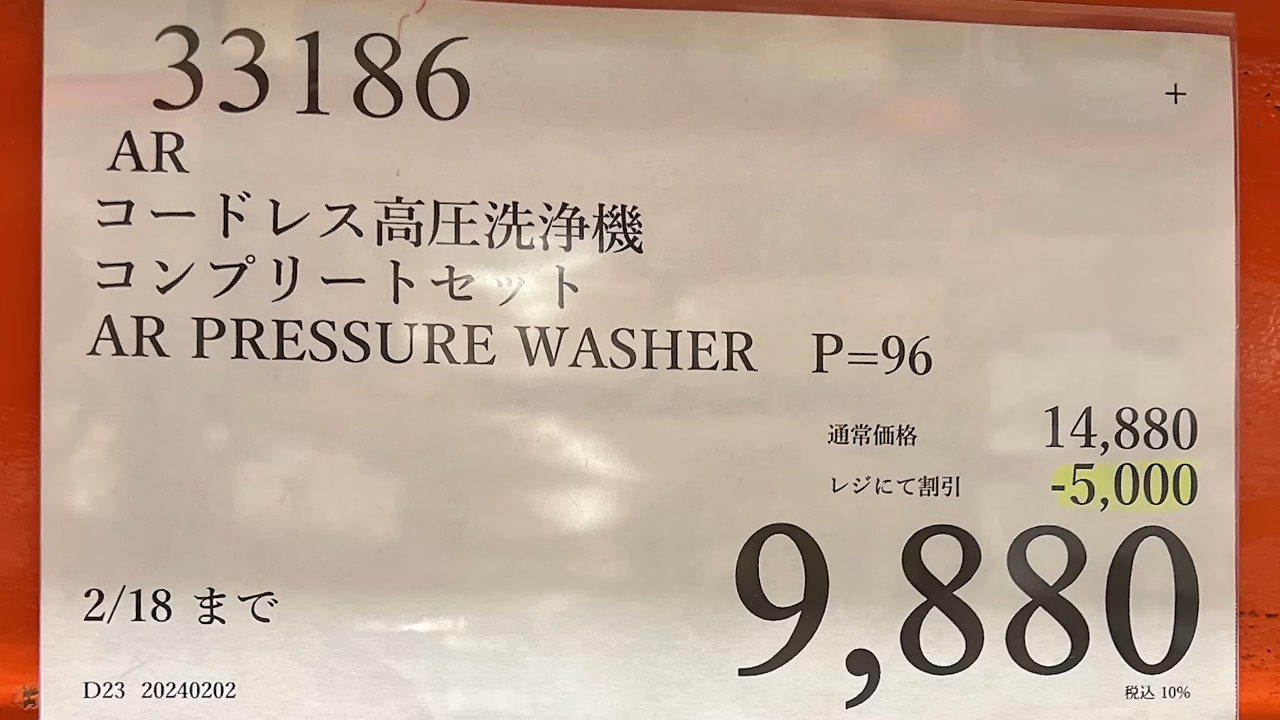 33186
+
AR
コードレス高圧洗浄機
コンプリートセット
AR PRESSURE WASHER P=96
通常価格 14,880
レジにて割引 -5,000
9,880
2/18 まで
D23 20240202
税込 10%